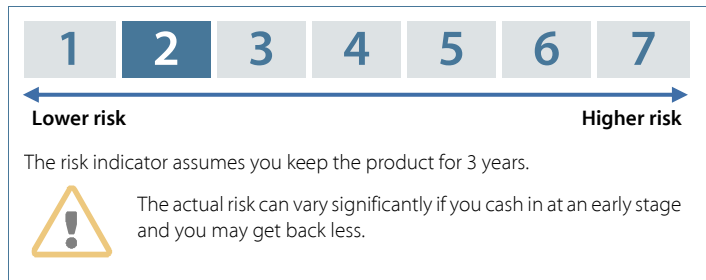 1 2 3 4 5 6 7
Lower risk Higher risk
The risk indicator assumes you keep the product for 3 years.
! The actual risk can vary significantly if you cash in at an early stage
and you may get back less.